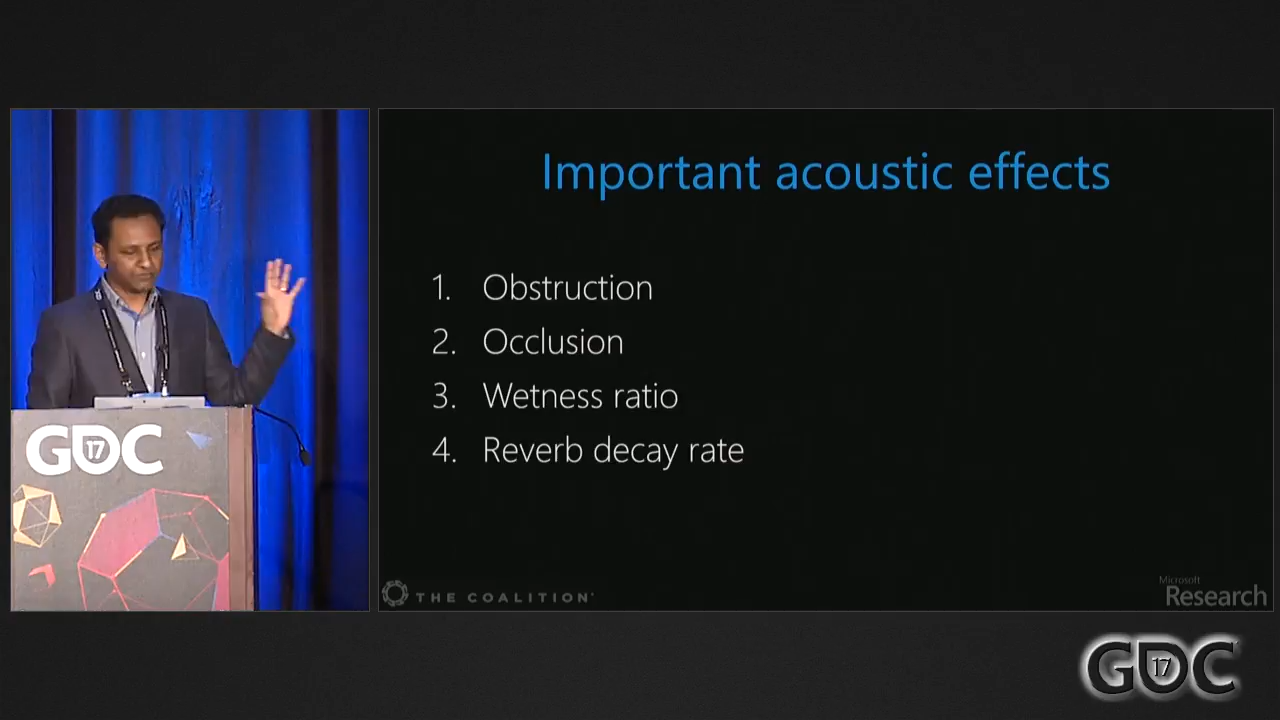 Important acoustic effects
1. Obstruction
2. Occlusion
3. Wetness ratio
4. Reverb decay rate
GDC 17
THE COALITION
Microsoft
Research
GDC 17